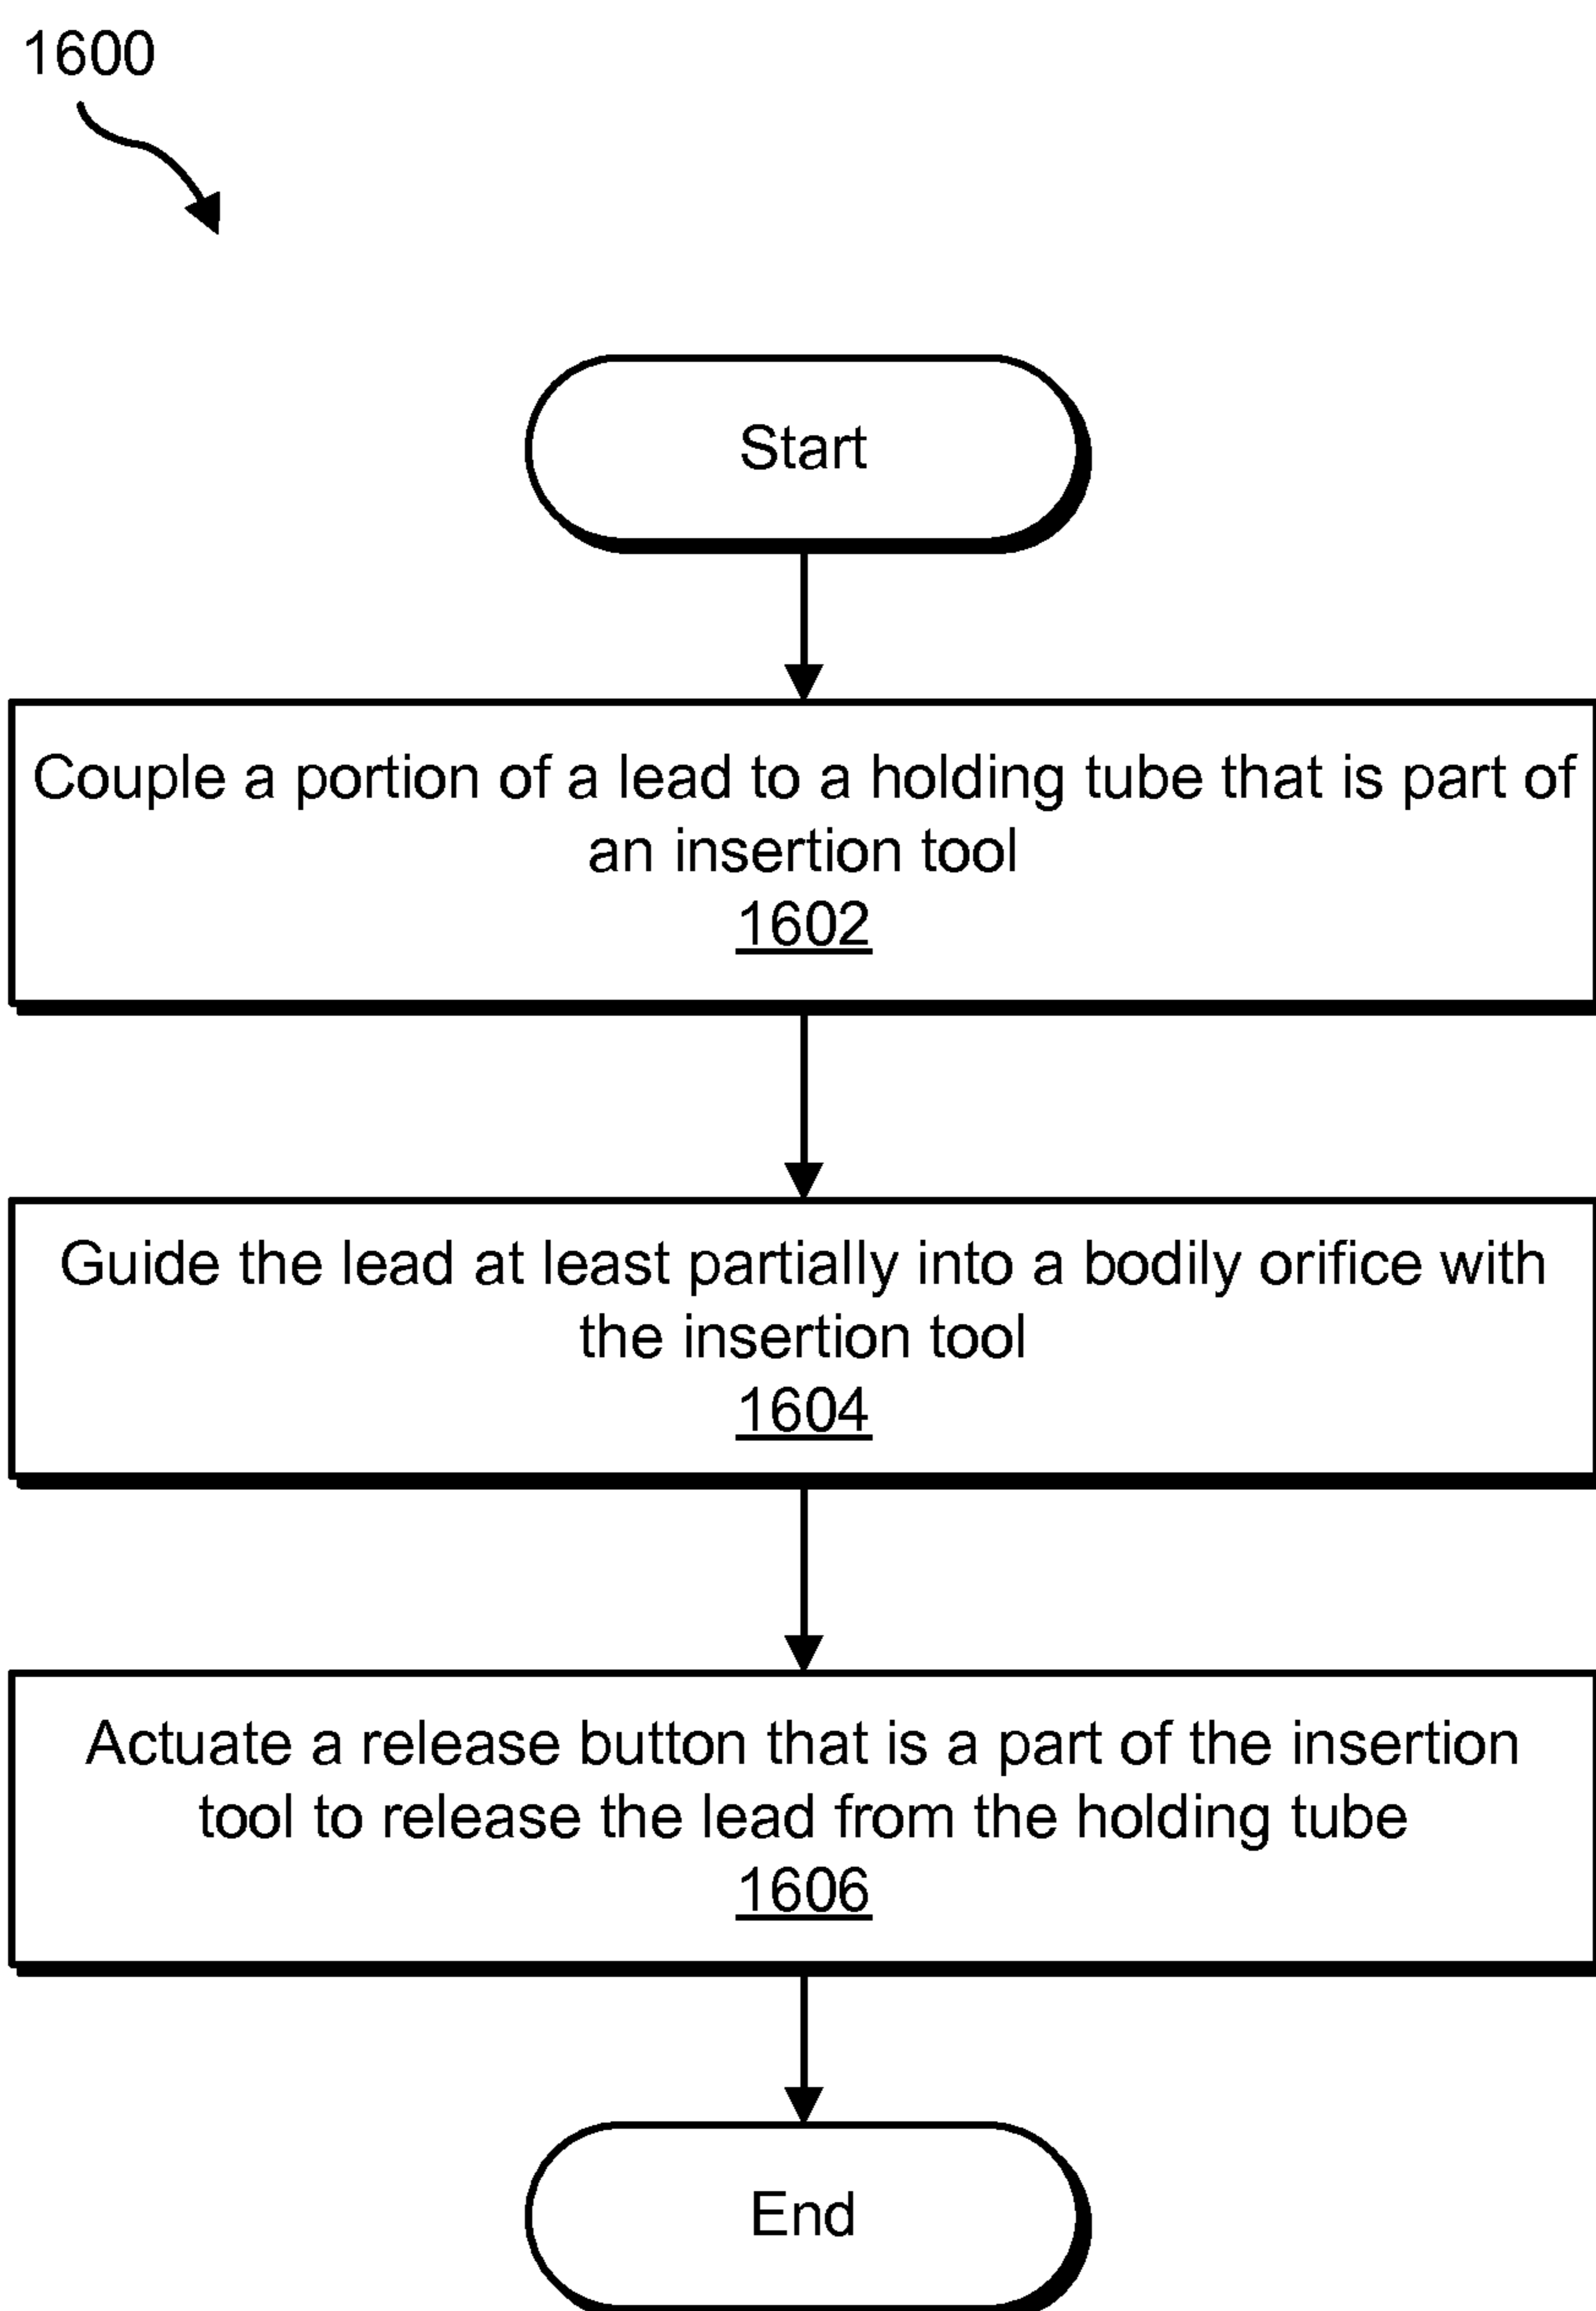 1600
Start
Couple a portion of a lead to a holding tube that is part of
an insertion tool
1602
Guide the lead at least partially into a bodily orifice with
the insertion tool
1604
Actuate a release button that is a part of the insertion
tool to release the lead from the holding tube
1606
End